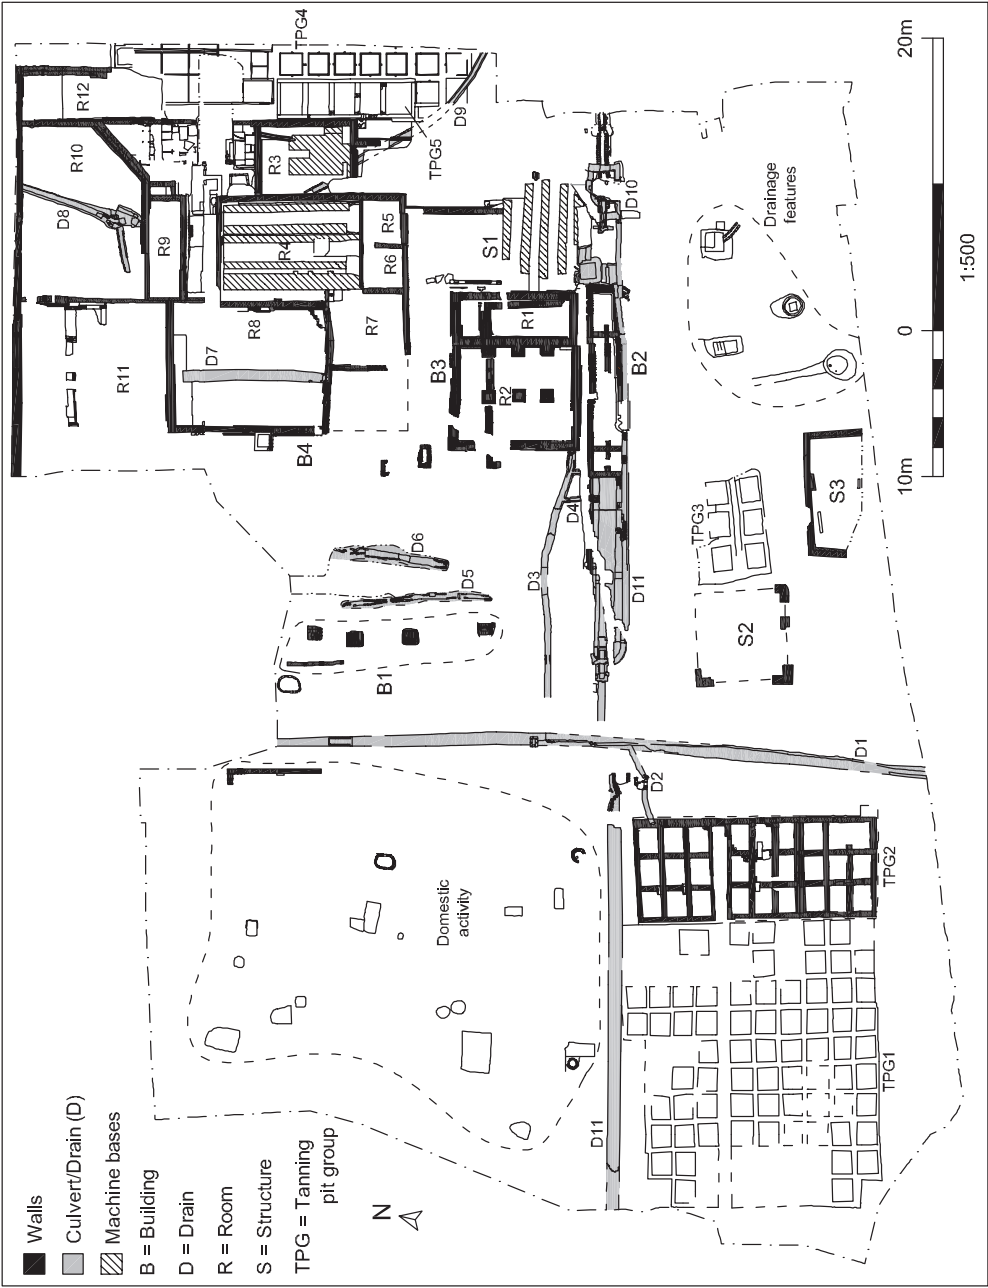 Walls
Culvert/Drain (D)
Machine bases
B = Building
D = Drain
R = Room
S = Structure
TPG = Tanning
pit group
N
Domestic
activity
D11
TPG1
TPG2
D2
D1
B1
D5
D6
D3
D4
D11
S2
TPG3
S3
Drainage
features
B4
B3
B2
R11
D7
R8
R7
R2
R1
S1
D10
R9
R4
R6
R5
D8
R10
R3
R12
TPG5
D9
TPG4
10m
0
20m
1:500